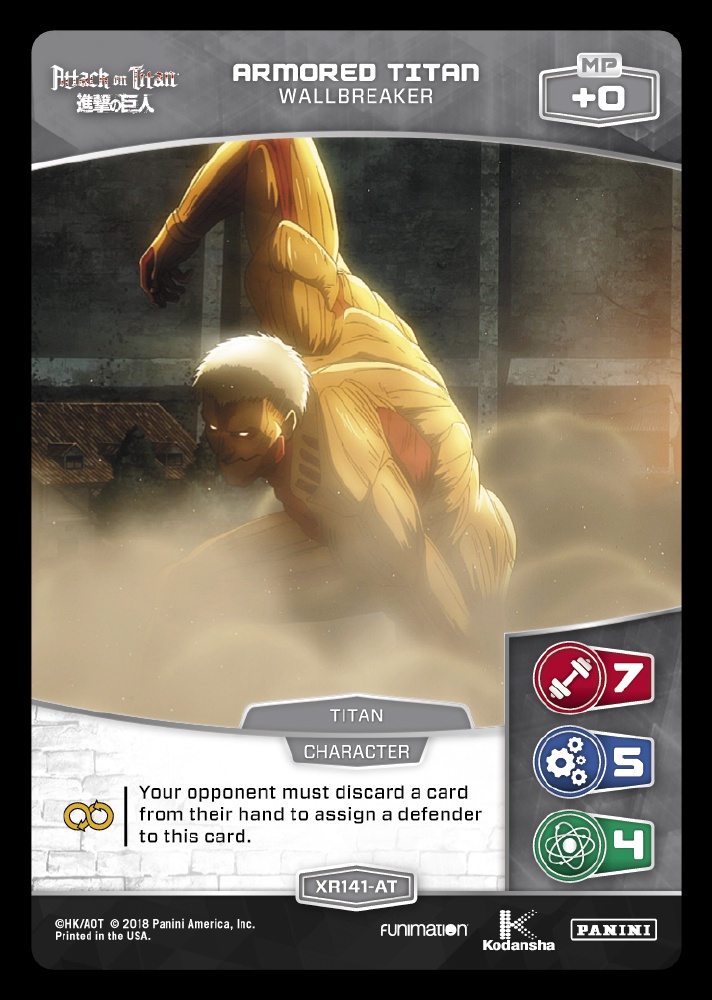 Attack on Titan
進撃の巨人
ARMORED TITAN
WALLBREAKER
MP
+0
7
5
4
TITAN
CHARACTER
Your opponent must discard a card
from their hand to assign a defender
to this card.
XR141-AT
©HK/AOT © 2018 Panini America, Inc.
Printed in the USA.
FUNIMATION
Kodansha
PANINI